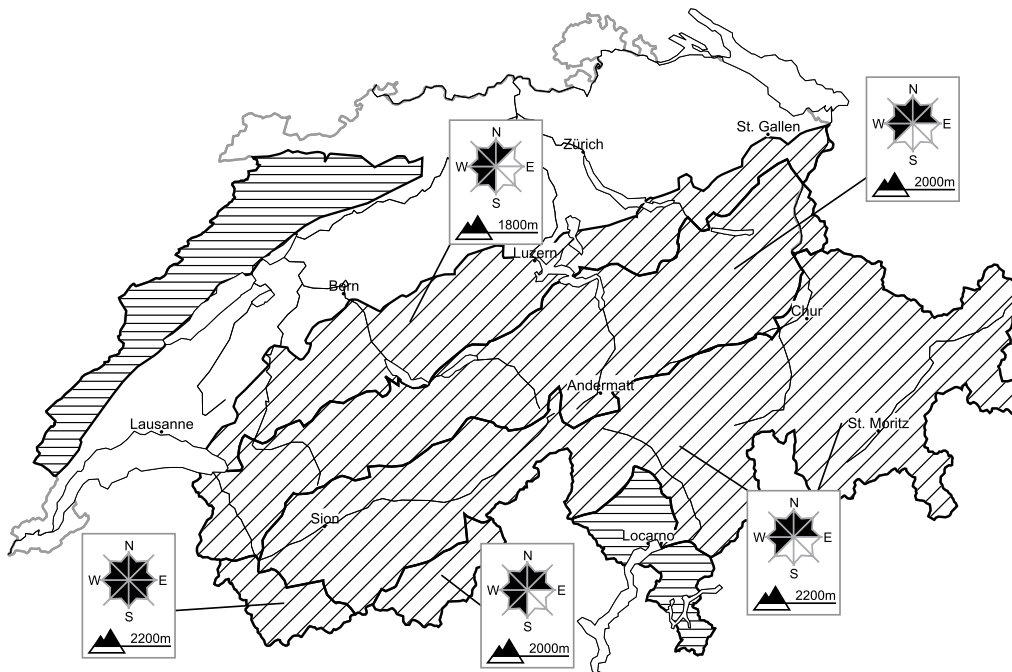 St. Gallen
Zürich
N
W E
S
2000m
N
W E
S
1800m
Luzern
Bern
Chur
Andermatt
Lausanne
St. Moritz
Sion
Locarno
N
W E
S
2200m
N
W E
S
2200m
N
W E
S
2000m